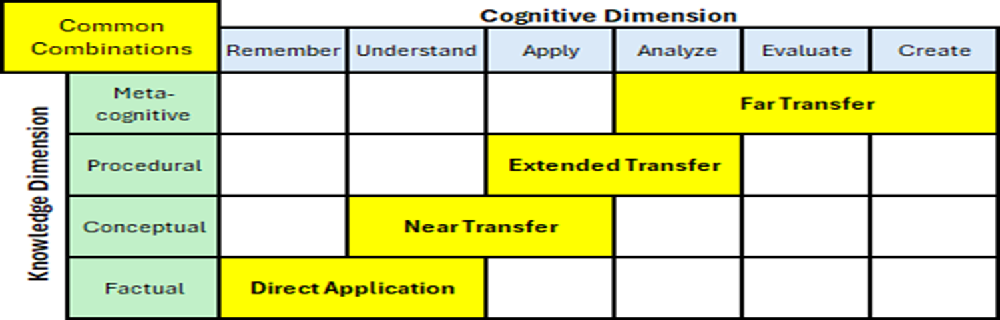 Common
Combinations
Cognitive Dimension
Remember
Understand
Apply
Analyze
Evaluate
Create
Knowledge Dimension
Meta-
cognitive
Far Transfer
Procedural
Extended Transfer
Conceptual
Near Transfer
Factual
Direct Application